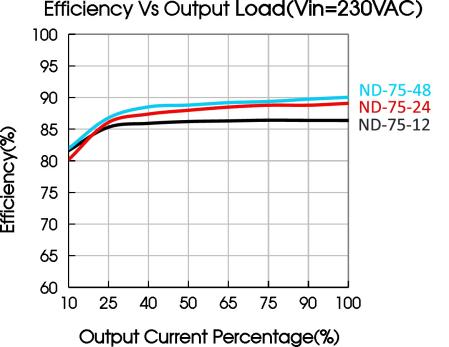 Efficiency Vs Output Load(Vin=230VAC)
Efficiency(%)
100
95
90
85
80
75
70
65
60
ND-75-48
ND-75-24
ND-75-12
10 25 40 50 65 75 90 100
Output Current Percentage(%)